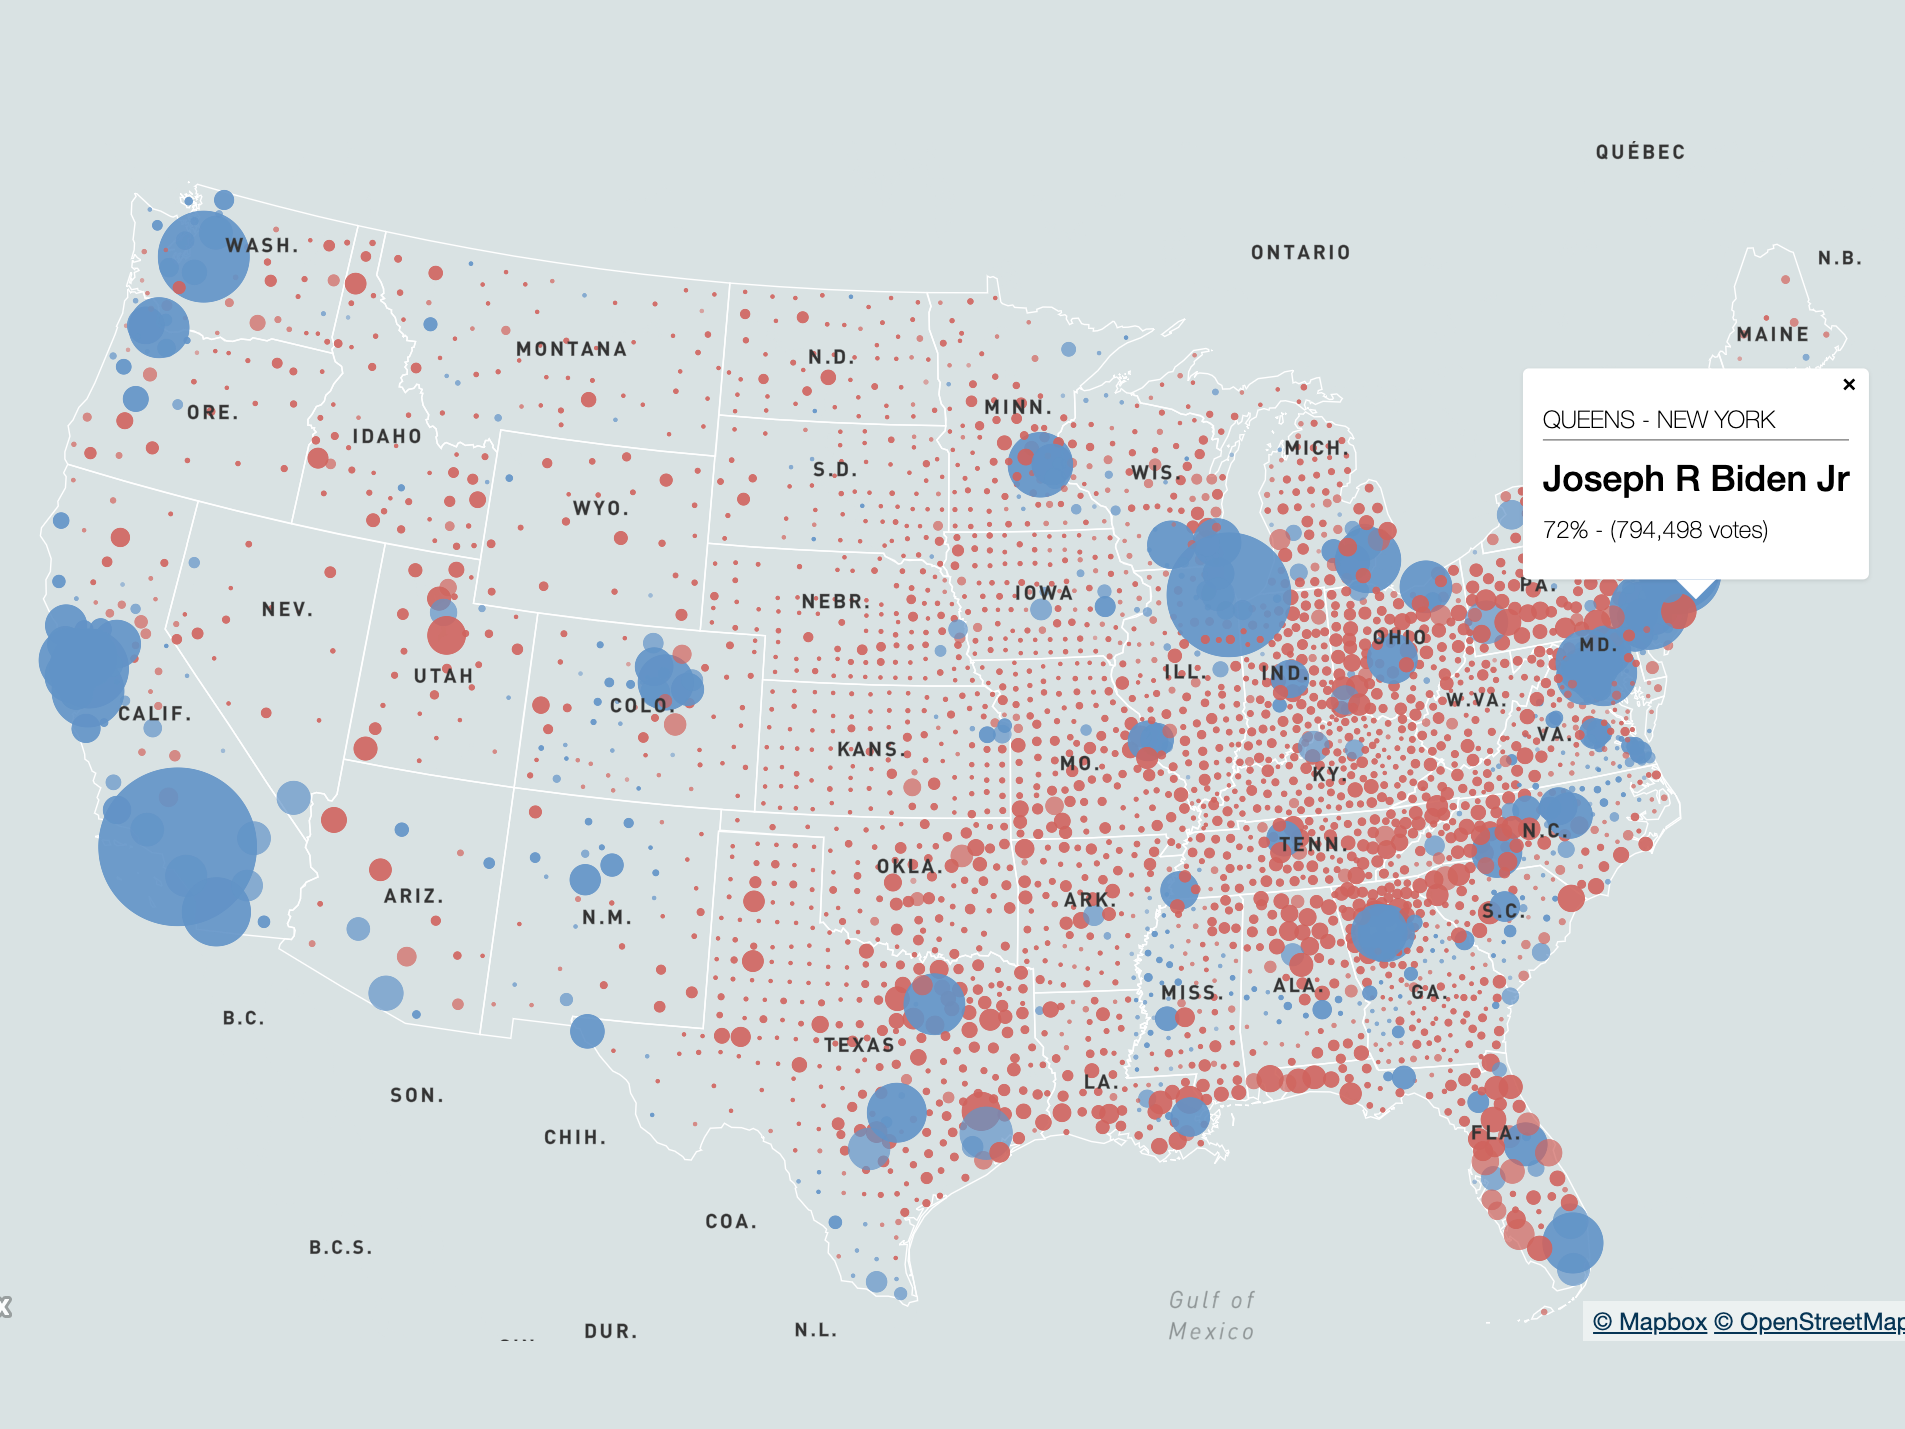 QUÉBEC
ONTARIO
N.B.
WASH.
MAINE
MONTANA
N.D.
MINN.
ORE.
IDAHO
S.D.
WIS.
MICH.
WYO.
×
QUEENS - NEW YORK
Joseph R Biden Jr
72% - (794,498 votes)
NEV.
NEBR.
IOWA
PA.
OHIO
MD.
UTAH
COLO.
ILL.
IND.
W.VA.
CALIF.
KANS.
MO.
KY.
VA.
ARIZ.
N.M.
OKLA.
ARK.
TENN.
N.C.
S.C.
MISS.
ALA.
GA.
B.C.
TEXAS
SON.
LA.
CHIH.
FLA.
COA.
B.C.S.
DUR.
N.L.
Gulf of
Mexico
© Mapbox © OpenStreetMap